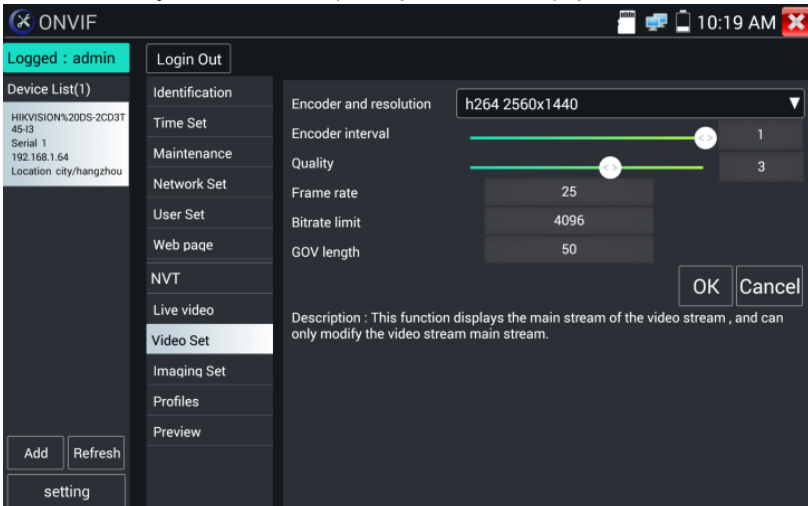 ONVIF
10:19 AM
Logged : admin
Login Out
Device List(1)
HIKVISION%20DS-2CD3T
45-I3
Serial 1
192.168.1.64
Location city/hangzhou
Add
Refresh
setting
Identification
Time Set
Maintenance
Network Set
User Set
Web page
NVT
Live video
Video Set
Imaging Set
Profiles
Preview
Encoder and resolution
h264 2560x1440
Encoder interval
1
Quality
3
Frame rate
25
Bitrate limit
4096
GOV length
50
OK
Cancel
Description : This function displays the main stream of the video stream , and can
only modify the video stream main stream.